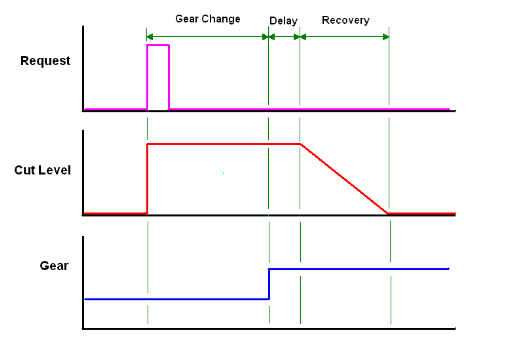 Gear Change
Delay
Recovery
Request
Cut Level
Gear